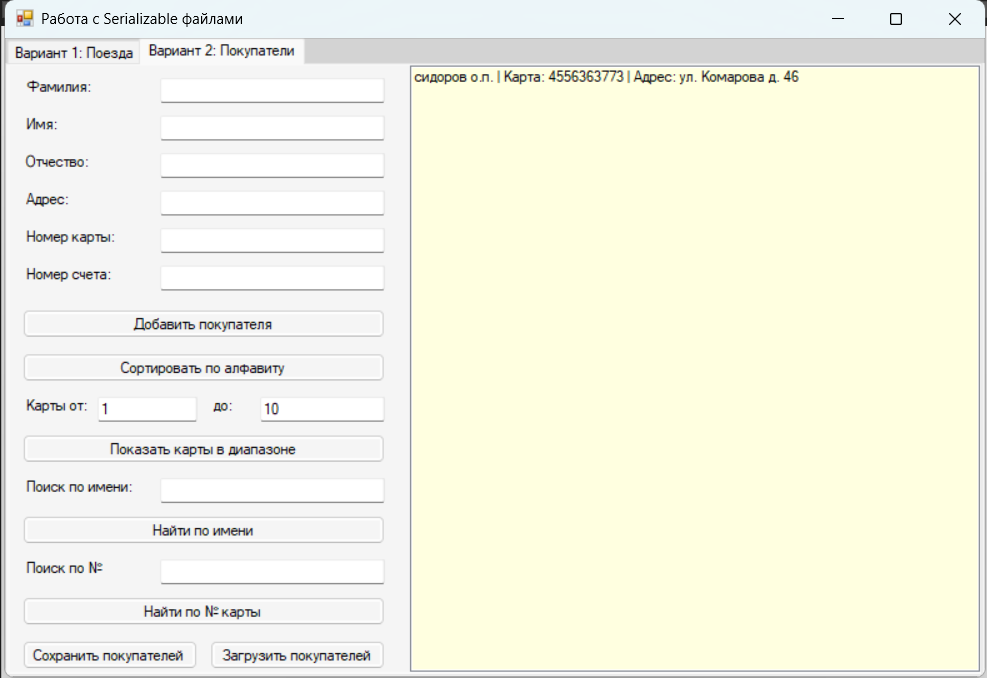 Работа с Serializable файлами
Вариант 1: Поезда
Вариант 2: Покупатели
Фамилия:
Имя:
Отчество:
Адрес:
Номер карты:
Номер счета:
Добавить покупателя
Сортировать по алфавиту
Карты от: 1 до: 10
Показать карты в диапазоне
Поиск по имени:
Найти по имени
Поиск по №
Найти по № карты
Сохранить покупателей
Загрузить покупателей
сидоров о.п. | Карта: 4556363773 | Адрес: ул. Комарова д. 46